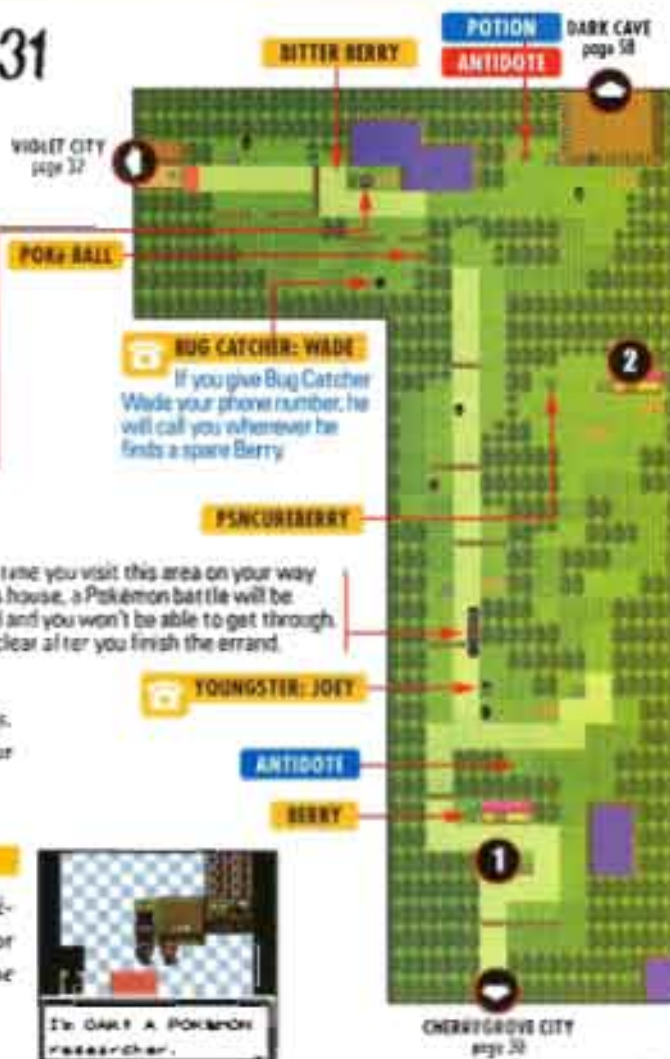 31
BITTER BERRY
POTION
ANTIDOTE
DARK CAVE
page 58
VIOLET CITY
POKé BALL
BUG CATCHER: WADE
If you give Bug Catcher
Wade your phone number, he
will call you whenever he
finds a spare Berry.
2
PSNCUREBERRY
time you visit this area on your way
s house, a Pokémon battle will be
and you won't be able to get through.
clear after you finish the errand.
YOUNGSTER: JOEY
s.
ANTIDOTE
BERRY
1
or
I'm OAK! A POKéMON
researcher.
CHERRYGROVE CITY
page 30